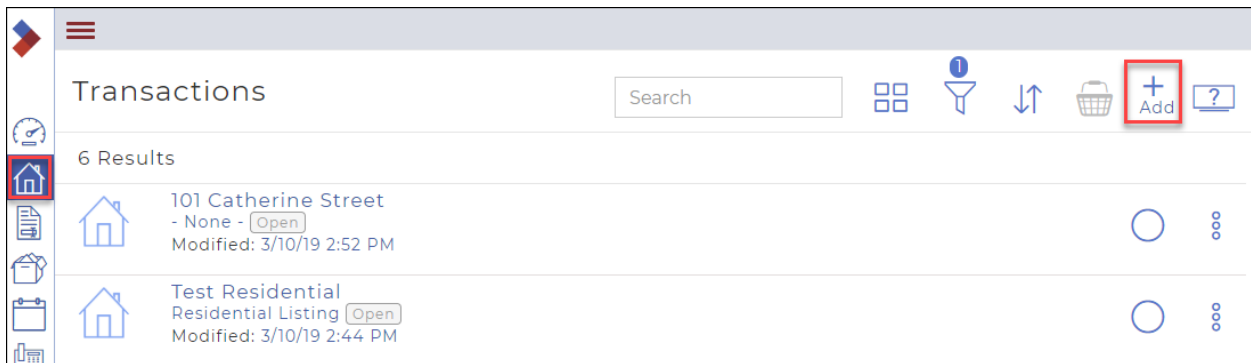 Transactions
Search
1
Add
?
6 Results
101 Catherine Street
- None - Open
Modified: 3/10/19 2:52 PM
Test Residential
Residential Listing Open
Modified: 3/10/19 2:44 PM